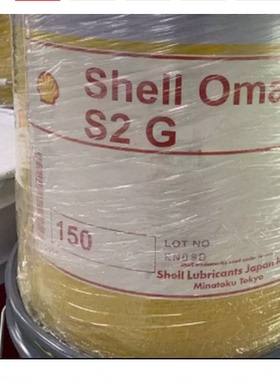 Shell Oma
S2 G
150
LOT NO
Shell Lubricants Japan
Minatoku Tokyo